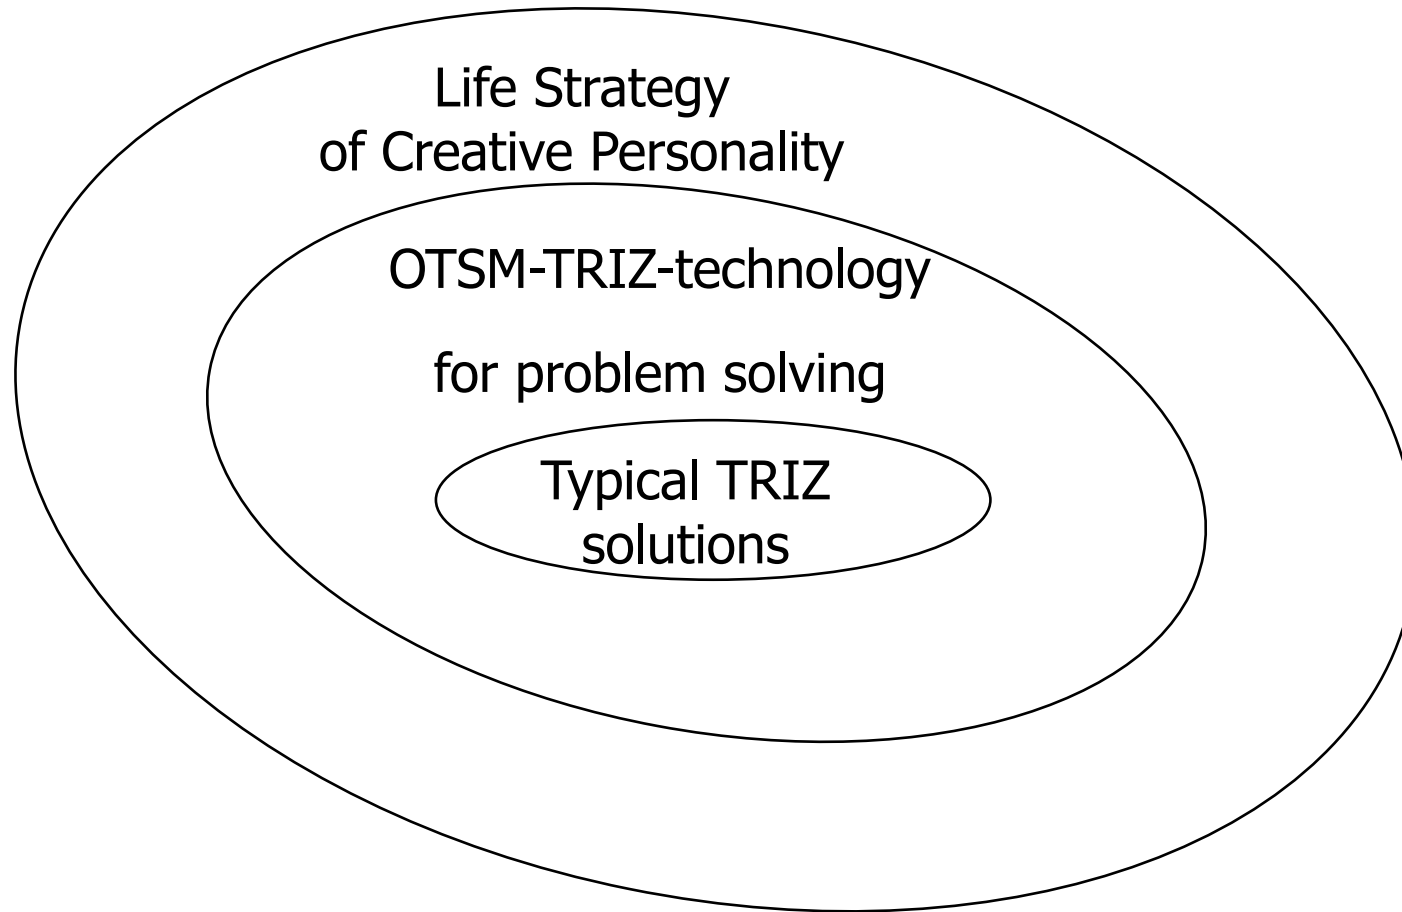 Life Strategy
of Creative Personality
OTSM-TRIZ-technology
for problem solving
Typical TRIZ
solutions